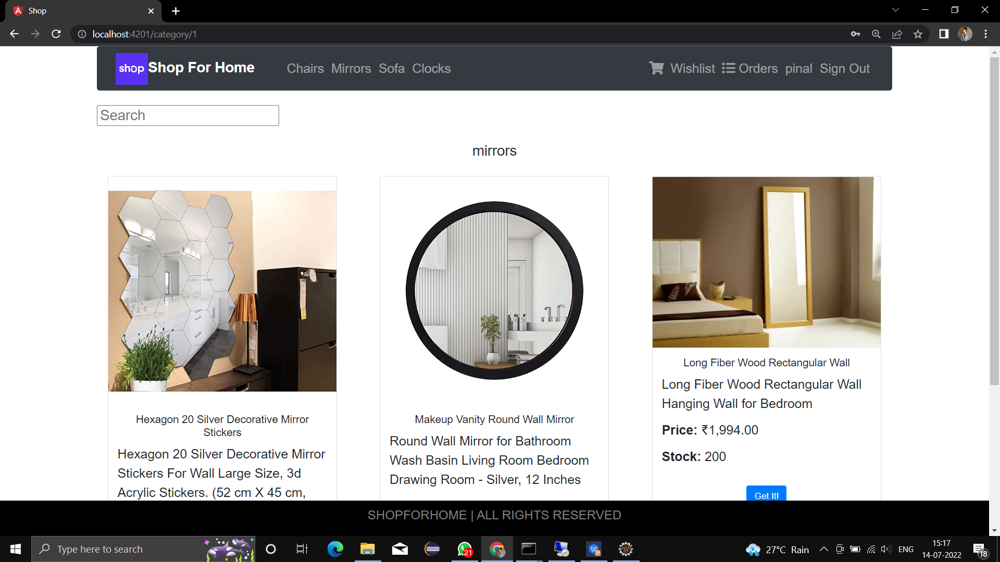 Shop
localhost:4201/category/1
shop Shop For Home Chairs Mirrors Sofa Clocks Wishlist Orders pinal Sign Out
Search
mirrors
Hexagon 20 Silver Decorative Mirror
Stickers
Hexagon 20 Silver Decorative Mirror
Stickers For Wall Large Size, 3d
Acrylic Stickers. (52 cm X 45 cm,
Makeup Vanity Round Wall Mirror
Round Wall Mirror for Bathroom
Wash Basin Living Room Bedroom
Drawing Room - Silver, 12 Inches
Long Fiber Wood Rectangular Wall
Long Fiber Wood Rectangular Wall
Hanging Wall for Bedroom
Price: ₹1,994.00
Stock: 200
Get It!
SHOPFORHOME | ALL RIGHTS RESERVED
Type here to search
21
27°C Rain
ENG
15:17
14-07-2022
18